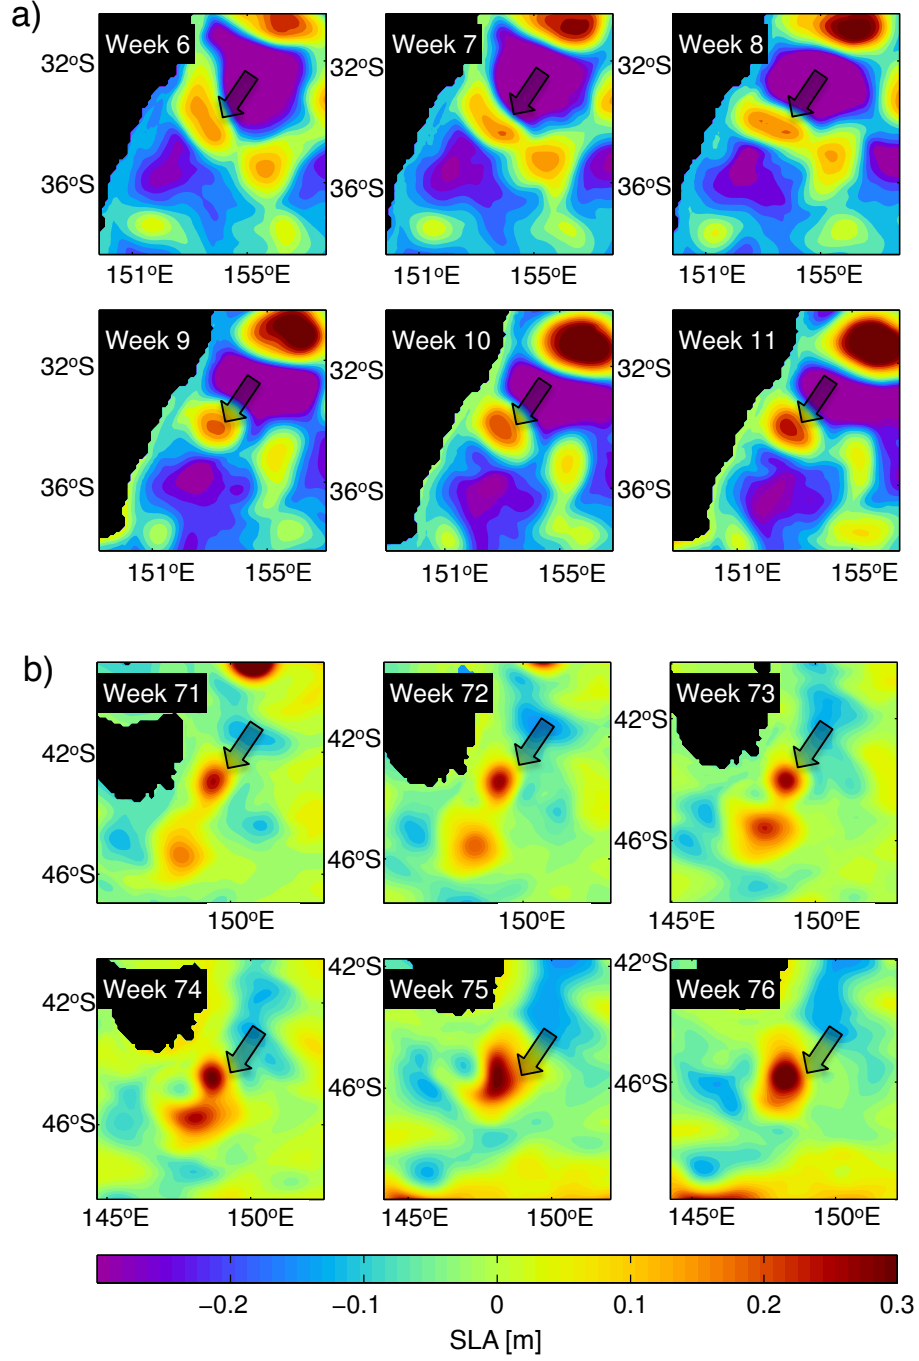 a)
Week 6
Week 7
Week 8
32°S
32°S
32°S
36°S
36°S
36°S
151°E
155°E
151°E
155°E
151°E
155°E
Week 9
Week 10
Week 11
32°S
32°S
32°S
36°S
36°S
36°S
151°E
155°E
151°E
155°E
151°E
155°E
b)
Week 71
Week 72
Week 73
42°S
42°S
42°S
46°S
46°S
46°S
150°E
150°E
145°E
150°E
Week 74
Week 75
Week 76
42°S
42°S
42°S
46°S
46°S
46°S
145°E
150°E
145°E
150°E
145°E
150°E
−0.2
−0.1
0
0.1
0.2
0.3
SLA [m]